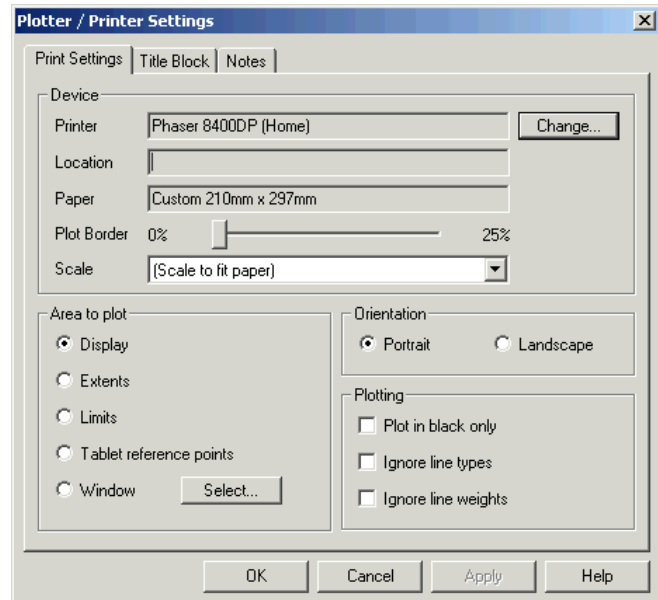 Plotter / Printer Settings
Print Settings Title Block Notes
Device
Printer Phaser 8400DP (Home) Change...
Location
Paper Custom 210mm x 297mm
Plot Border 0% 25%
Scale (Scale to fit paper)
Area to plot
Display
Extents
Limits
Tablet reference points
Window Select...
Orientation
Portrait Landscape
Plotting
Plot in black only
Ignore line types
Ignore line weights
OK Cancel Apply Help